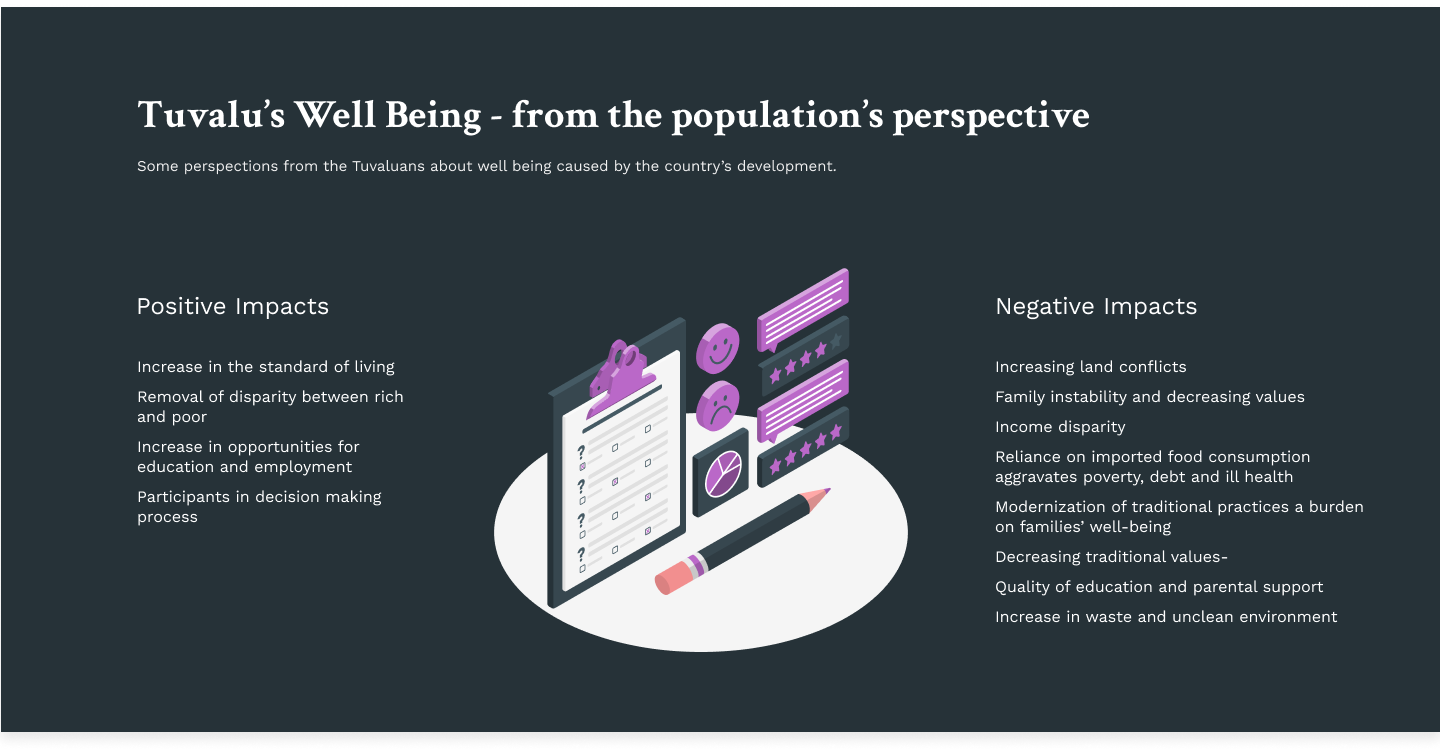 Tuvalu’s Well Being - from the population’s perspective
Some perspections from the Tuvaluans about well being caused by the country’s development.
Positive Impacts
Increase in the standard of living
Removal of disparity between rich
and poor
Increase in opportunities for
education and employment
Participants in decision making
process
?
?
?
?
Negative Impacts
Increasing land conflicts
Family instability and decreasing values
Income disparity
Reliance on imported food consumption
aggravates poverty, debt and ill health
Modernization of traditional practices a burden
on families’ well-being
Decreasing traditional values-
Quality of education and parental support
Increase in waste and unclean environment